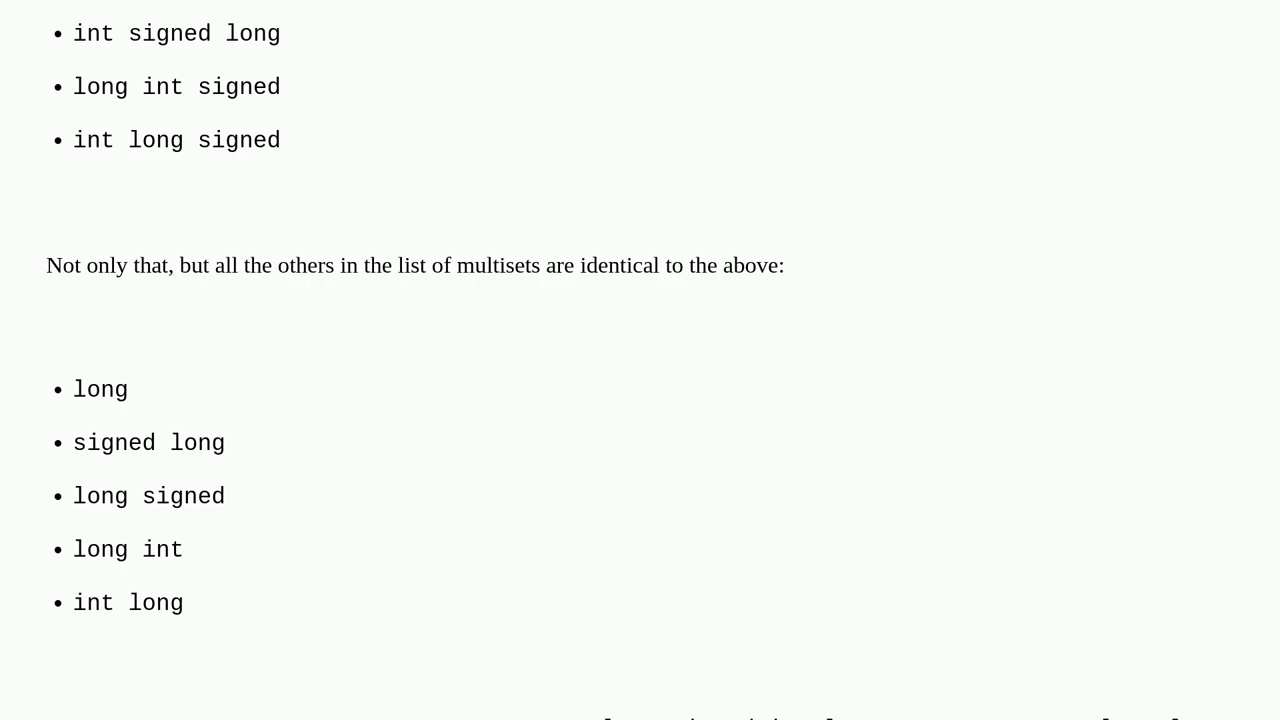 • int signed long
• long int signed
• int long signed
Not only that, but all the others in the list of multisets are identical to the above:
• long
• signed long
• long signed
• long int
• int long